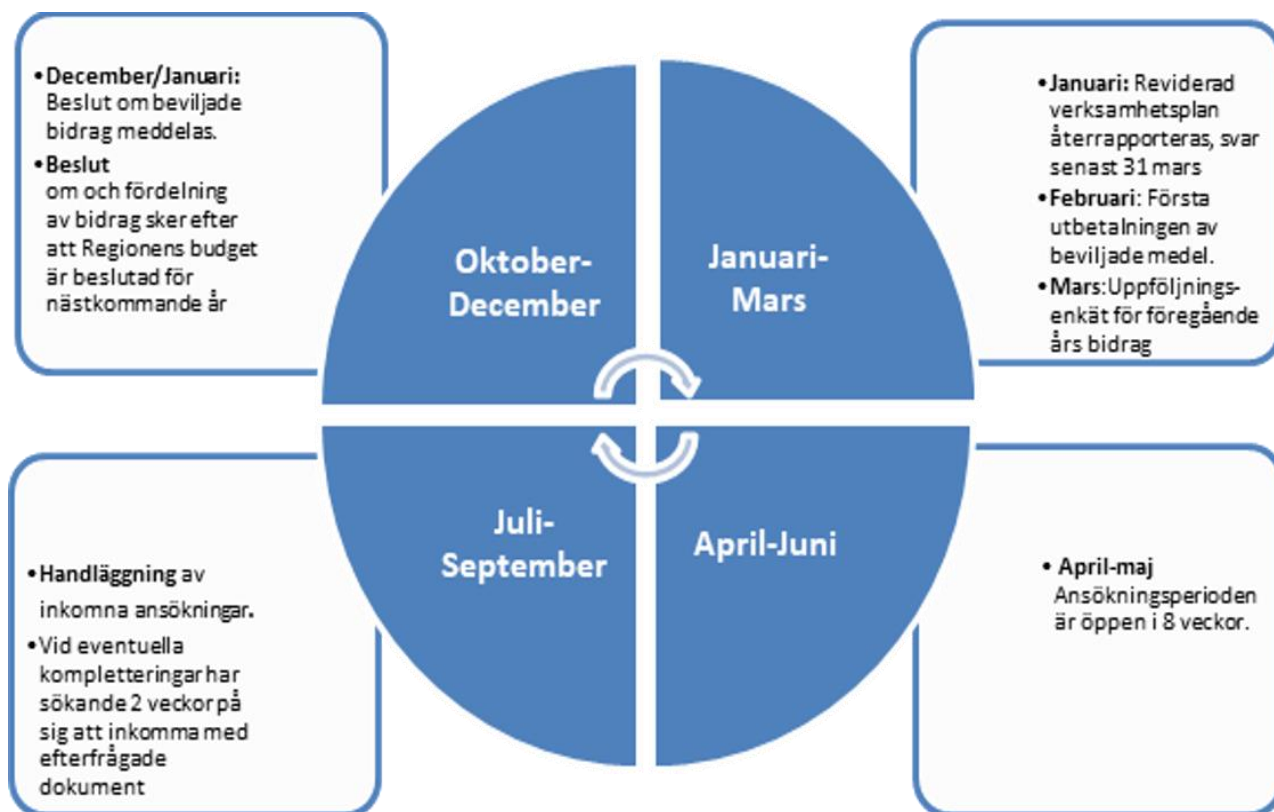 •December/Januari:
Beslut om beviljade
bidrag meddelas.
•Beslut
om och fördelning
av bidrag sker efter
att Regionens budget
är beslutad för
nästkommande år
Oktober-
December
Januari-
Mars
•Januari: Reviderad
verksamhetsplan
återrapporteras, svar
senast 31 mars
•Februari: Första
utbetalningen av
beviljade medel.
•Mars:Uppföljnings-
enkät för föregående
års bidrag
•Handläggning av
inkomna ansökningar.
•Vid eventuella
kompletteringar har
sökande 2 veckor på
sig att inkomma med
efterfrågade
dokument
Juli-
September
April-Juni
• April-maj
Ansökningsperioden
är öppen i 8 veckor.